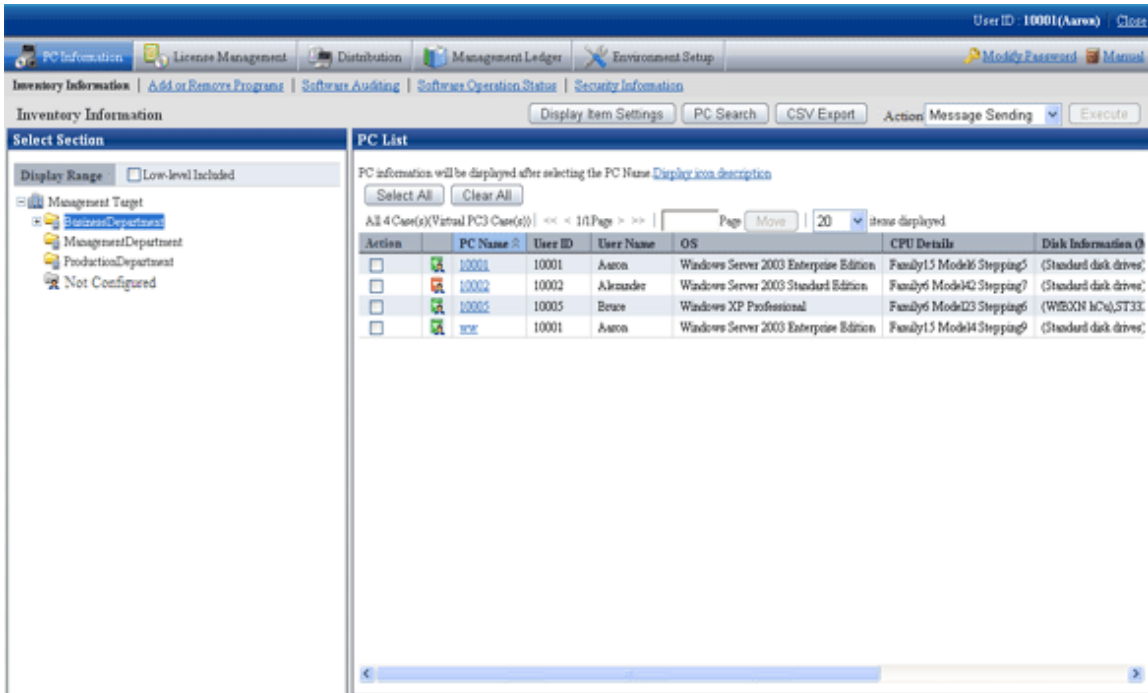 User ID : 10001(Aaron) Close
PC Information License Management Distribution Management Ledger Environment Setup Modify Password Manual
Inventory Information | Add or Remove Programs | Software Auditing | Software Operation Status | Security Information
Inventory Information Display Item Settings PC Search CSV Export Action Message Sending Execute
Select Section
Display Range Low-level Included
Management Target
BusinessDepartment
ManagementDepartment
ProductionDepartment
Not Configured
PC List
PC information will be displayed after selecting the PC Name.Display icon description
Select All Clear All
All 4 Case(s)(Virtual PC3 Case(s)) | << < 1/1Page > >> | Page Move | 20 items displayed
Action PC Name User ID User Name OS CPU Details Disk Information (
10001 10001 Aaron Windows Server 2003 Enterprise Edition Family15 Model6 Stepping5 (Standard disk drives)
10002 10002 Alexander Windows Server 2003 Standard Edition Family6 Model42 Stepping7 (Standard disk drives)
10005 10005 Bruce Windows XP Professional Family6 Model23 Stepping6
ww 10001 Aaron Windows Server 2003 Enterprise Edition Family15 Model4 Stepping9 (Standard disk drives)